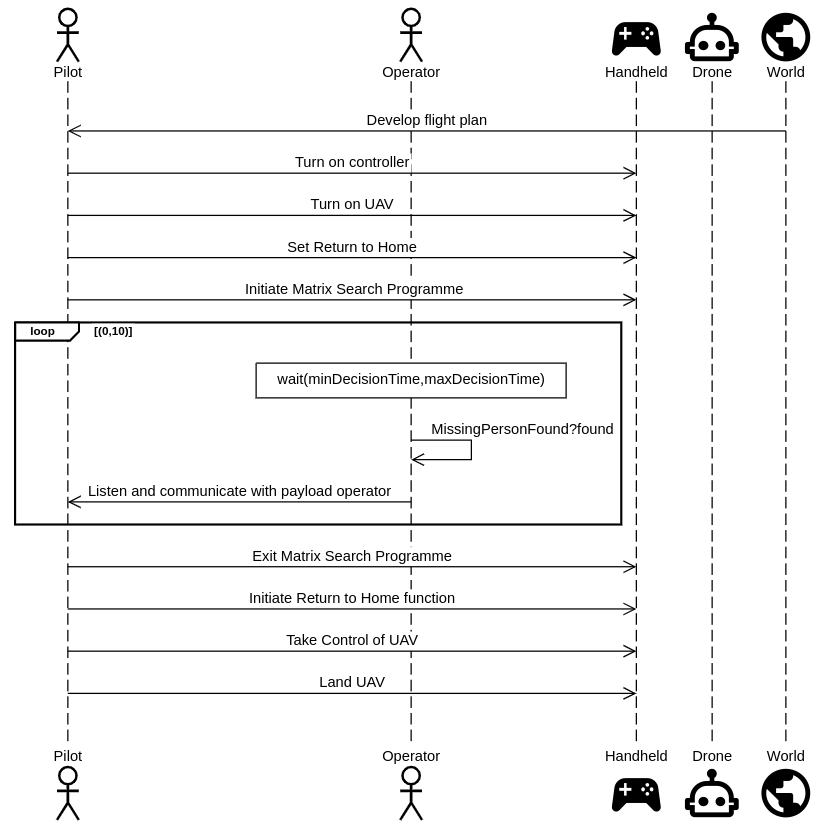 Pilot Operator Handheld Drone World
Develop flight plan
Turn on controller
Turn on UAV
Set Return to Home
Initiate Matrix Search Programme
loop [(0,10)]
wait(minDecisionTime,maxDecisionTime)
MissingPersonFound?found
Listen and communicate with payload operator
Exit Matrix Search Programme
Initiate Return to Home function
Take Control of UAV
Land UAV
Pilot Operator Handheld Drone World